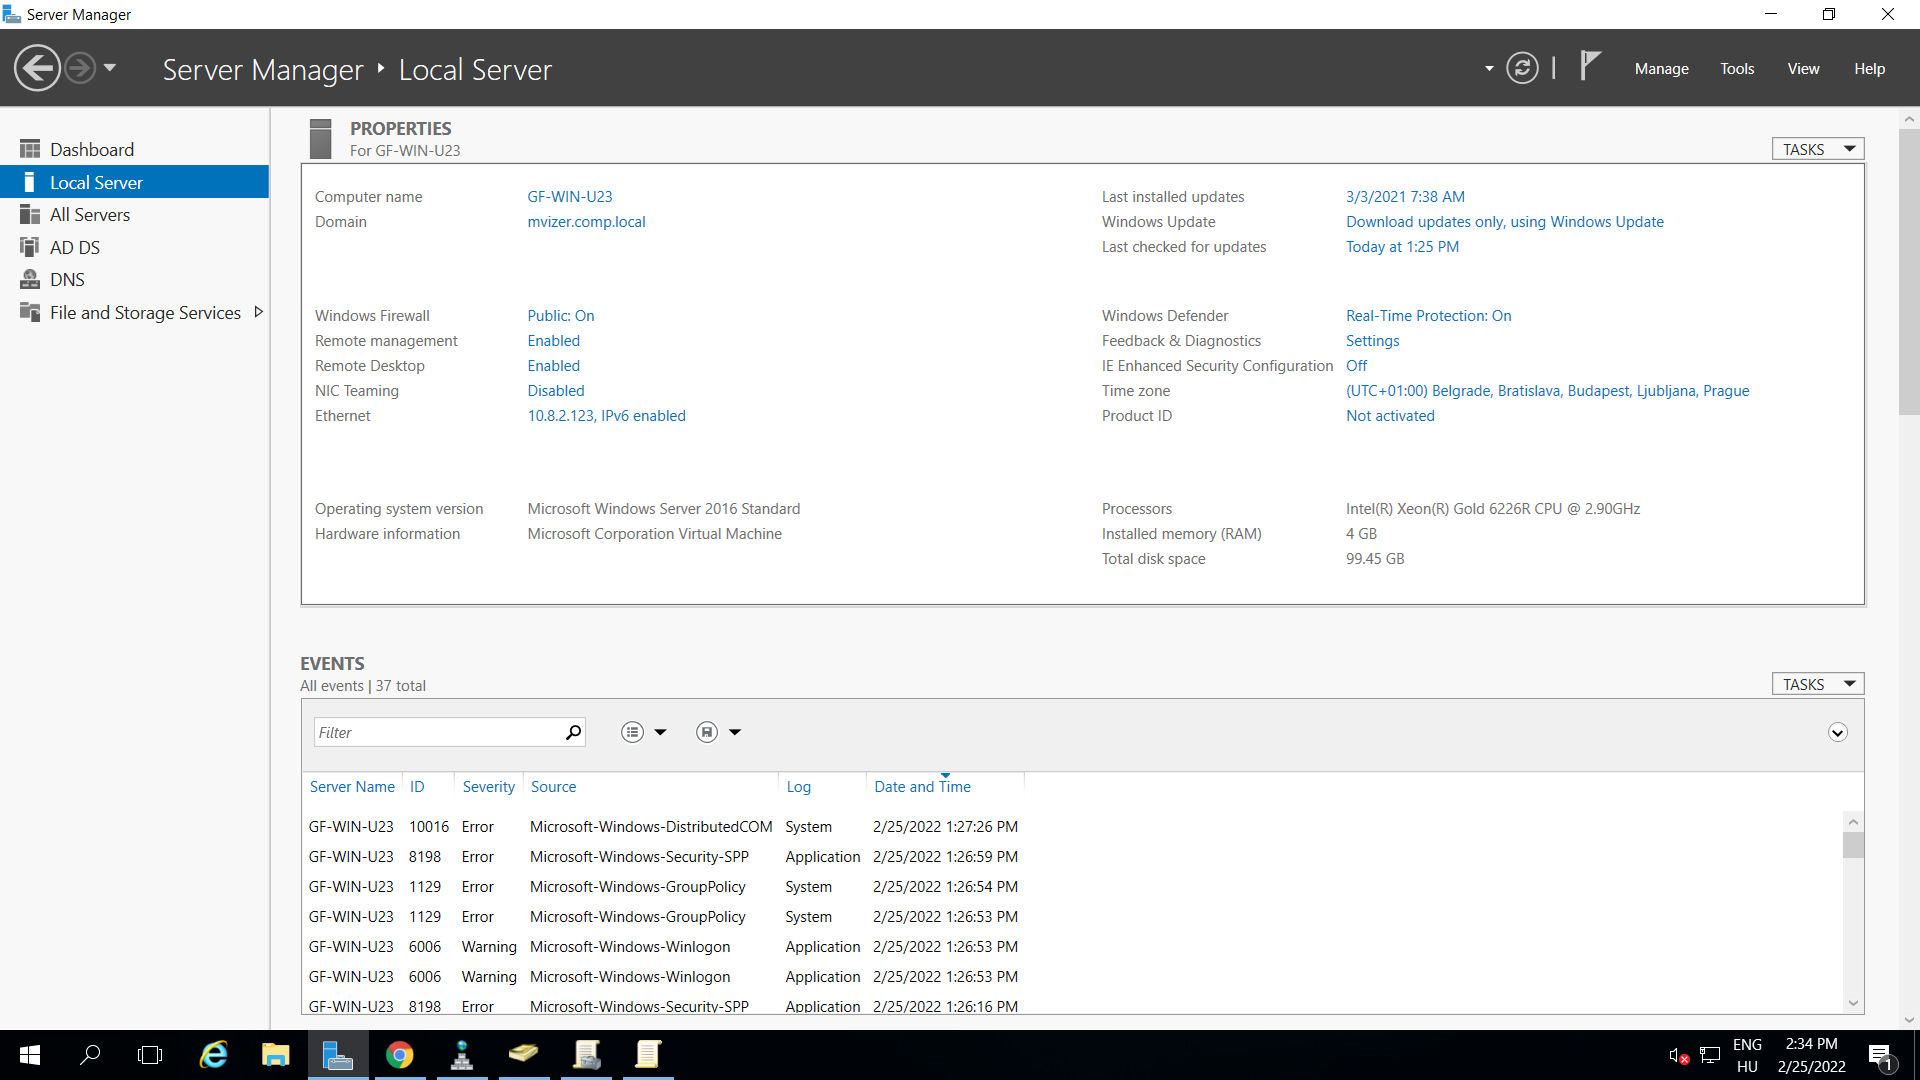 Server Manager
Server Manager ‣ Local Server
Manage Tools View Help
Dashboard
Local Server
All Servers
AD DS
DNS
File and Storage Services
PROPERTIES
For GF-WIN-U23
TASKS
Computer name GF-WIN-U23
Domain mvizer.comp.local
Last installed updates 3/3/2021 7:38 AM
Windows Update Download updates only, using Windows Update
Last checked for updates Today at 1:25 PM
Windows Firewall Public: On
Remote management Enabled
Remote Desktop Enabled
NIC Teaming Disabled
Ethernet 10.8.2.123, IPv6 enabled
Windows Defender Real-Time Protection: On
Feedback & Diagnostics Settings
IE Enhanced Security Configuration Off
Time zone (UTC+01:00) Belgrade, Bratislava, Budapest, Ljubljana, Prague
Product ID Not activated
Operating system version Microsoft Windows Server 2016 Standard
Hardware information Microsoft Corporation Virtual Machine
Processors Intel(R) Xeon(R) Gold 6226R CPU @ 2.90GHz
Installed memory (RAM) 4 GB
Total disk space 99.45 GB
EVENTS
All events | 37 total
TASKS
Filter
Server Name ID Severity Source Log Date and Time
GF-WIN-U23 10016 Error Microsoft-Windows-DistributedCOM System 2/25/2022 1:27:26 PM
GF-WIN-U23 8198 Error Microsoft-Windows-Security-SPP Application 2/25/2022 1:26:59 PM
GF-WIN-U23 1129 Error Microsoft-Windows-GroupPolicy System 2/25/2022 1:26:54 PM
GF-WIN-U23 1129 Error Microsoft-Windows-GroupPolicy System 2/25/2022 1:26:53 PM
GF-WIN-U23 6006 Warning Microsoft-Windows-Winlogon Application 2/25/2022 1:26:53 PM
GF-WIN-U23 6006 Warning Microsoft-Windows-Winlogon Application 2/25/2022 1:26:53 PM
GF-WIN-U23 8198 Error Microsoft-Windows-Security-SPP Application 2/25/2022 1:26:16 PM
ENG 2:34 PM
HU 2/25/2022
1